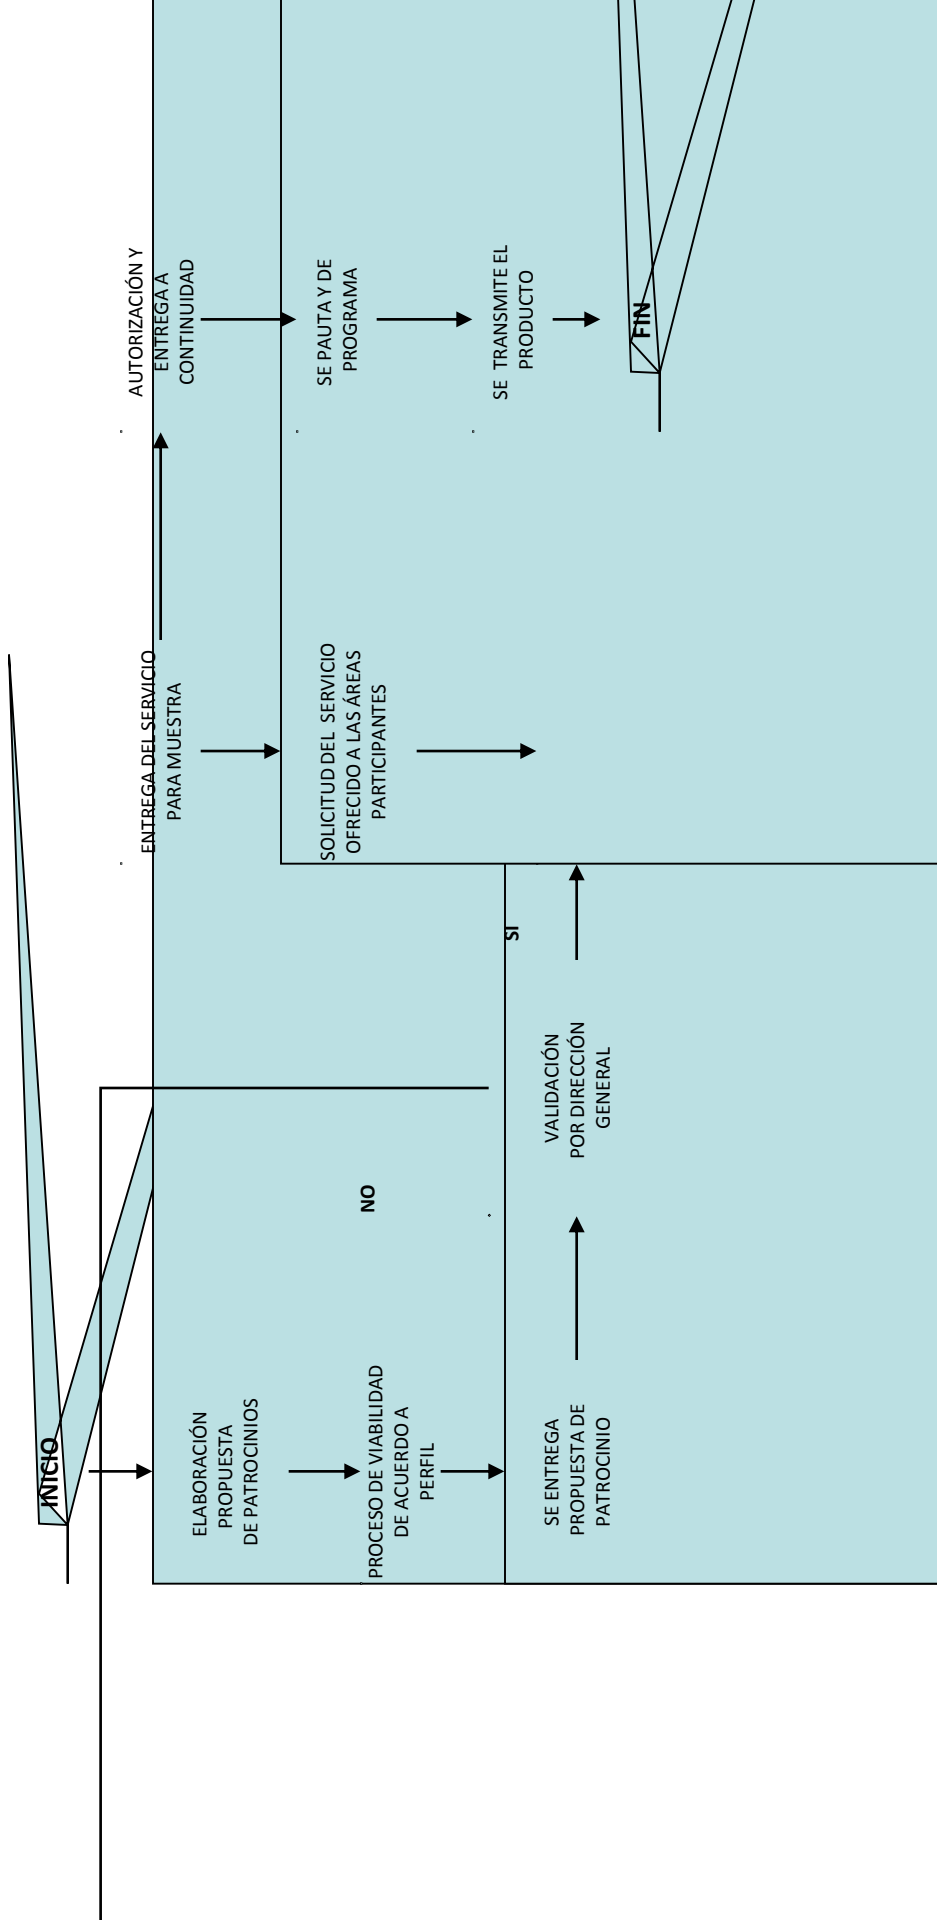 INICIO
ELABORACIÓN
PROPUESTA
DE PATROCINIOS
PROCESO DE VIABILIDAD
DE ACUERDO A
PERFIL
SE ENTREGA
PROPUESTA DE
PATROCINIO
NO
VALIDACIÓN
POR DIRECCIÓN
GENERAL
SI
ENTREGA DEL SERVICIO
PARA MUESTRA
SOLICITUD DEL SERVICIO
OFRECIDO A LAS ÁREAS
PARTICIPANTES
AUTORIZACIÓN Y
ENTREGA A
CONTINUIDAD
SE PAUTA Y DE
PROGRAMA
SE TRANSMITE EL
PRODUCTO
FIN